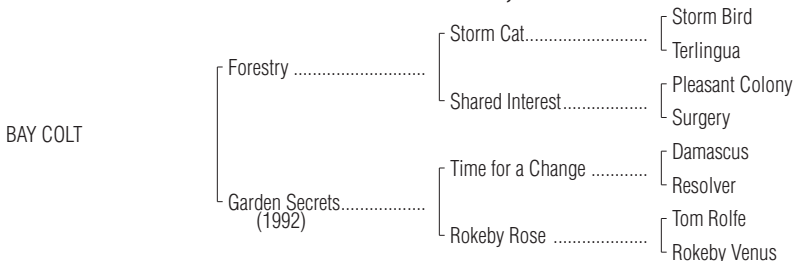 Storm Bird
Storm Cat..........................
Terlingua
Forestry ............................
Pleasant Colony
Shared Interest..................
Surgery
BAY COLT
Damascus
Time for a Change ............
Resolver
Garden Secrets..................
(1992)
Tom Rolfe
Rokeby Rose ....................
Rokeby Venus